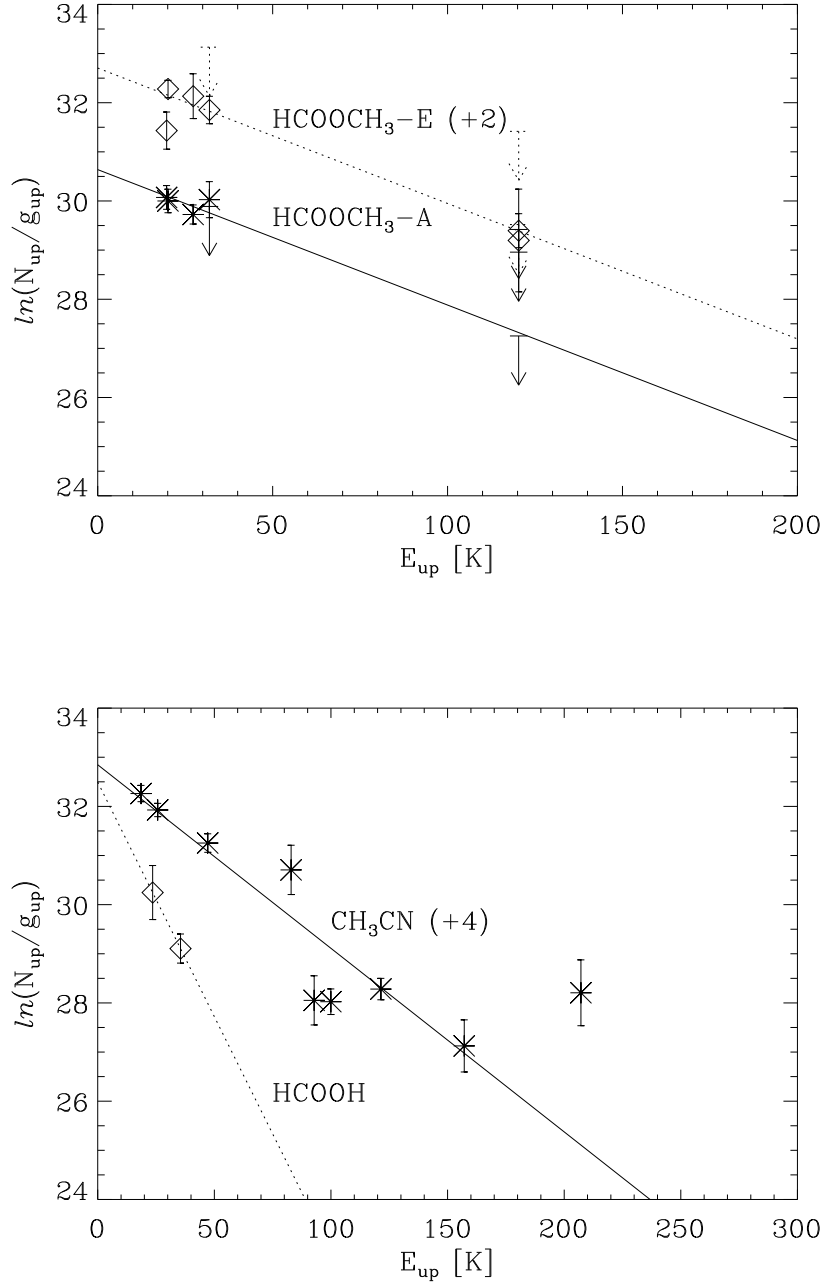 34
32
30
28
26
24
ln(N_up/g_up)
HCOOCH₃−E (+2)
HCOOCH₃−A
0 50 100 150 200
E_up [K]
34
32
30
28
26
24
ln(N_up/g_up)
CH₃CN (+4)
HCOOH
0 50 100 150 200 250 300
E_up [K]